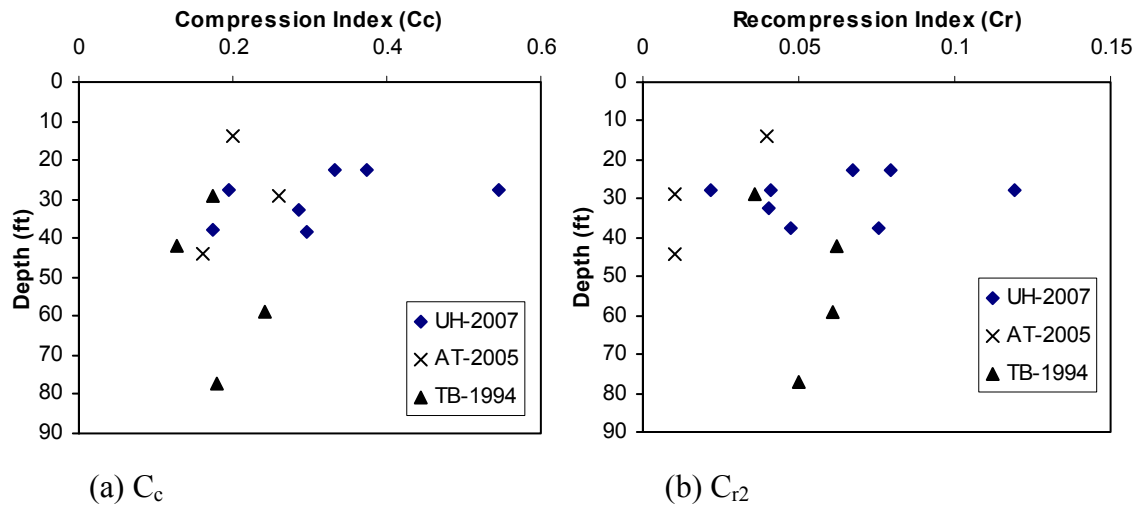 Compression Index (Cc)
0 0.2 0.4 0.6
0
10
20
30
40
50
60
70
80
90
Depth (ft)
UH-2007
AT-2005
TB-1994
(a) Cc
Recompression Index (Cr)
0 0.05 0.1 0.15
0
10
20
30
40
50
60
70
80
90
Depth (ft)
UH-2007
AT-2005
TB-1994
(b) Cr2